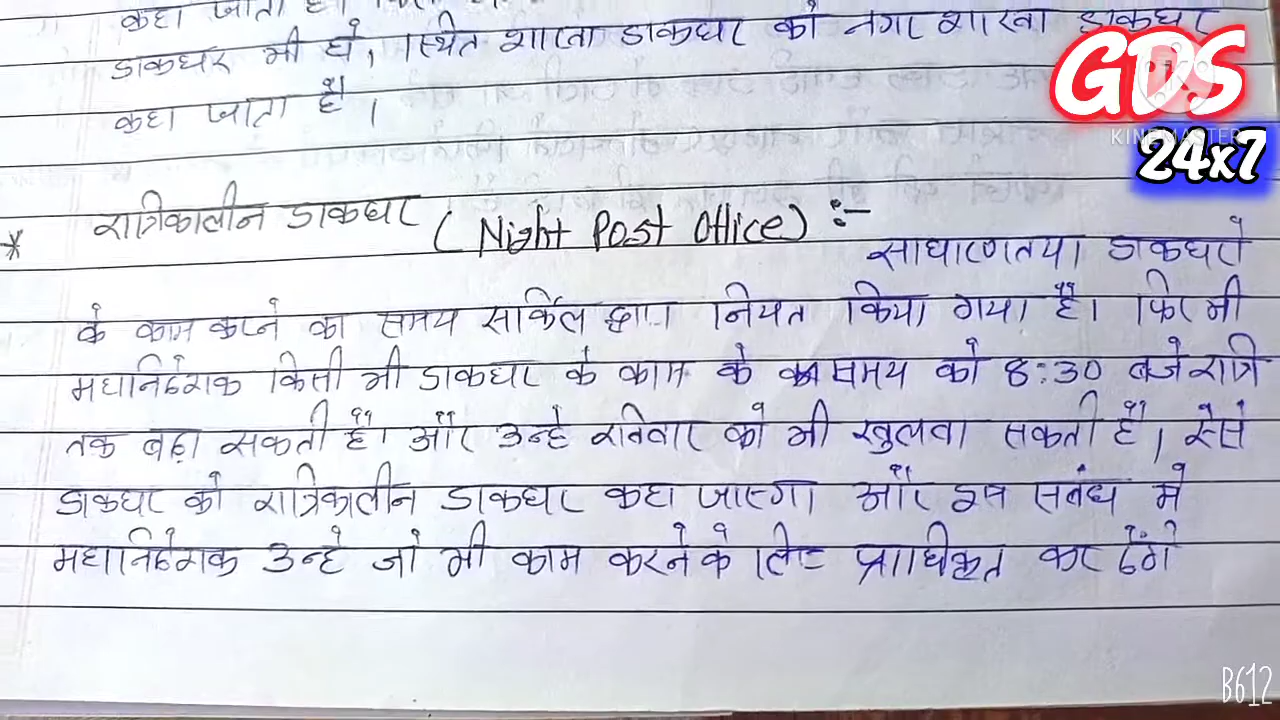 कहा जाता है।
डाकघर भी हो, स्थित शाखा डाकघर को नगर शाखा डाकघर
कहा जाता है।
* रात्रिकालीन डाकघर (Night Post Office) :-
साधारणतया डाकघरो
के काम करने का समय सर्किल द्वारा नियत किया गया है। फिर भी
महानिदेशक किसी भी डाकघर के काम के समय को 8:30 बजे रात्रि
तक बढ़ा सकती है। और उन्हे रविवार को भी खुलवा सकती है। ऐसे
डाकघर को रात्रिकालीन डाकघर कहा जाएगा। और इस संबंध मे
महानिदेशक उन्हे जो भी काम करने के लिए प्राधिकृत कर देंगे
GDS
KINEMASTER
24x7
B612